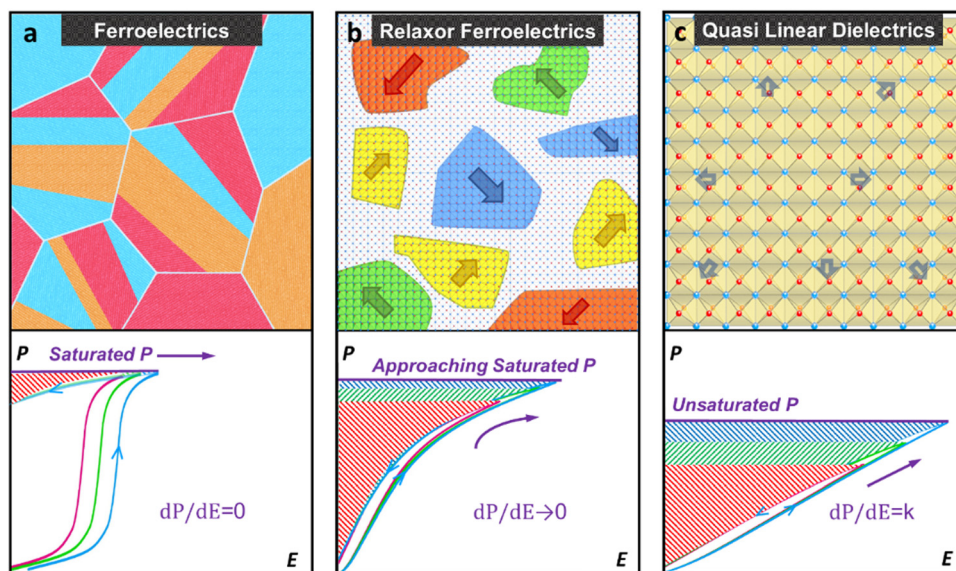 a Ferroelectrics
b Relaxor Ferroelectrics
c Quasi Linear Dielectrics
P
Saturated P
dP/dE=0
E
P
Approaching Saturated P
dP/dE→0
E
P
Unsaturated P
dP/dE=k
E